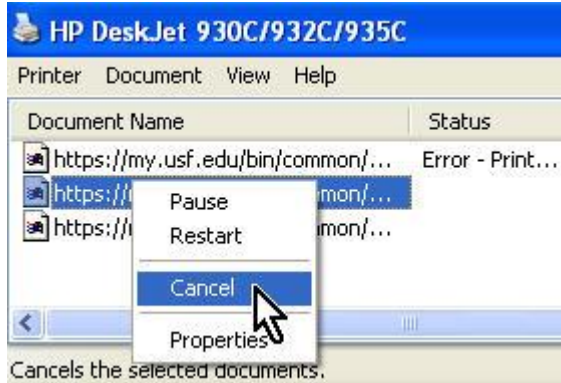 HP DeskJet 930C/932C/935C
Printer Document View Help
Document Name Status
https://my.usf.edu/bin/common/... Error - Print...
https://r mon/...
https://r mon/...
Pause
Restart
Cancel
Properties
Cancels the selected documents.